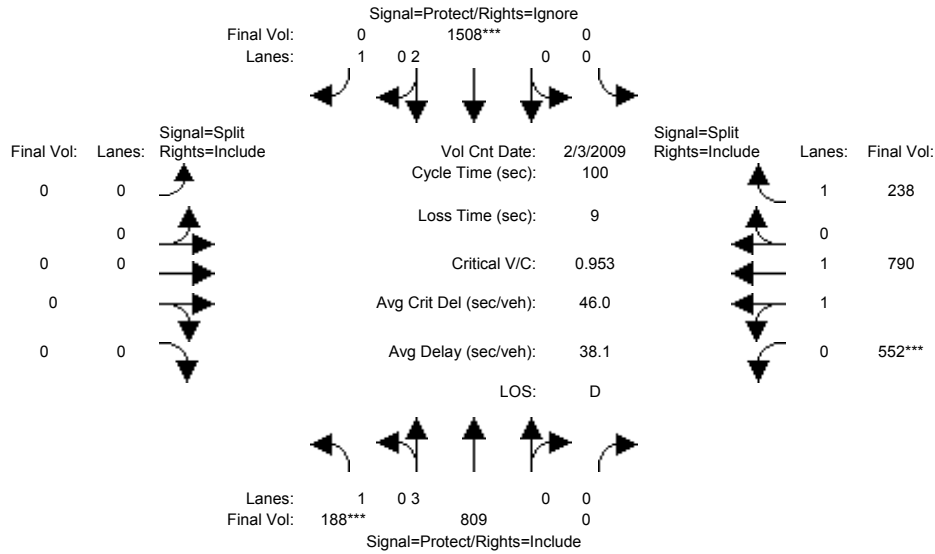 Signal=Protect/Rights=Ignore
Final Vol: 0 1508*** 0
Lanes: 1 0 2 0 0
Signal=Split
Final Vol: Lanes: Rights=Include
Vol Cnt Date: 2/3/2009
Signal=Split
Rights=Include Lanes: Final Vol:
Cycle Time (sec): 100
0 0
1 238
Loss Time (sec): 9
0
0
0 0
Critical V/C: 0.953
1 790
0
Avg Crit Del (sec/veh): 46.0
1
0 0
Avg Delay (sec/veh): 38.1
0 552***
LOS: D
Lanes: 1 0 3 0 0
Final Vol: 188*** 809 0
Signal=Protect/Rights=Include